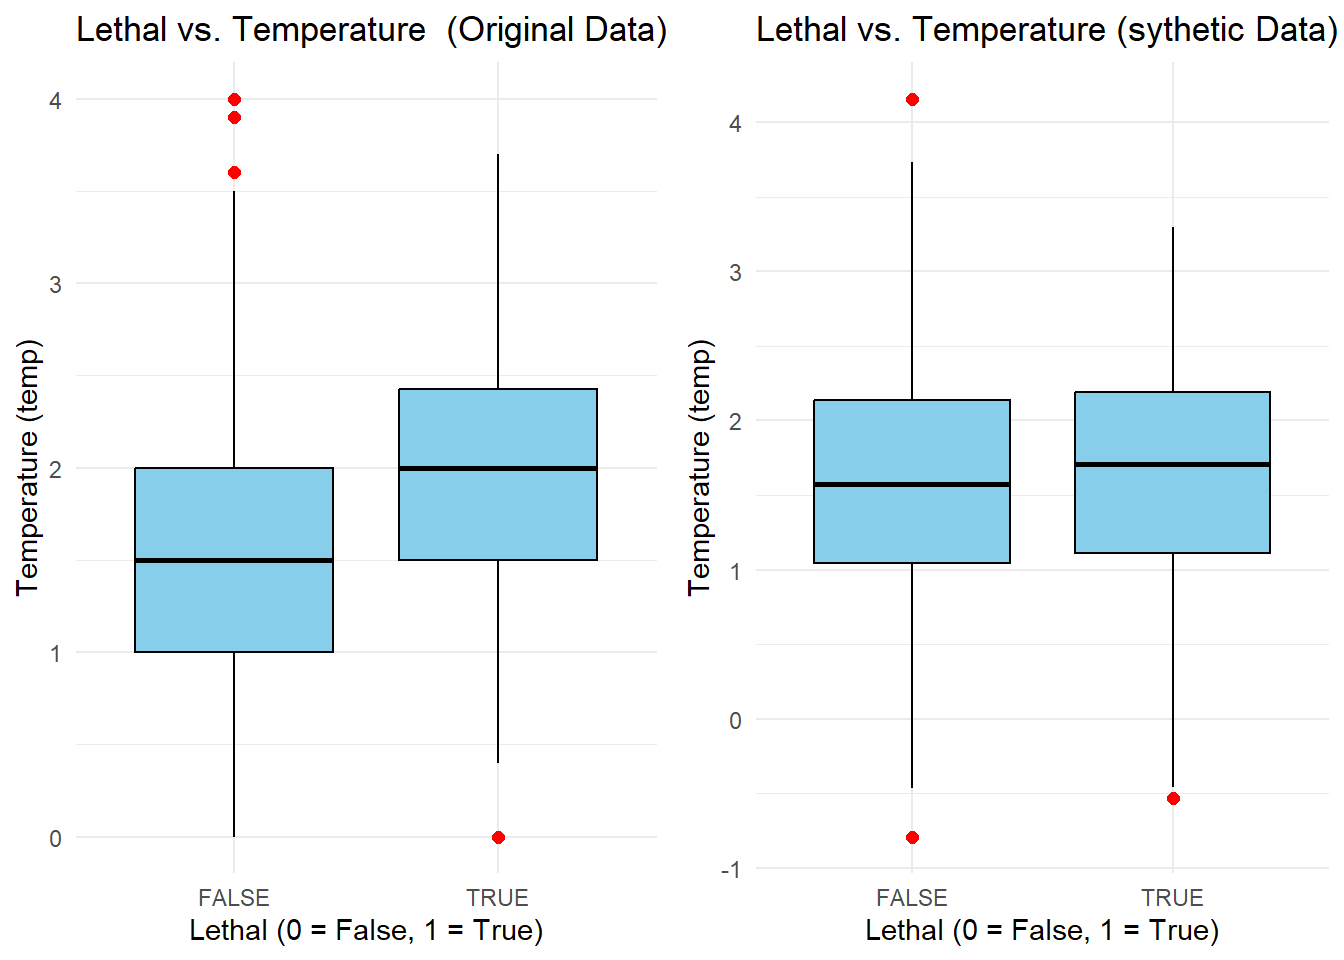 Lethal vs. Temperature  (Original Data)
Temperature (temp)
4
3
2
1
0
FALSE TRUE
Lethal (0 = False, 1 = True)
Lethal vs. Temperature (sythetic Data)
Temperature (temp)
4
3
2
1
0
-1
FALSE TRUE
Lethal (0 = False, 1 = True)